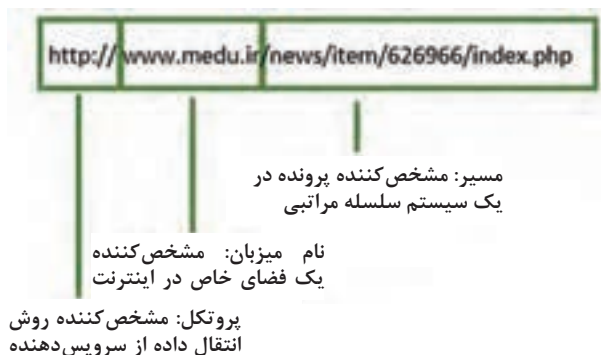 http://www.medu.ir/news/item/626966/index.php
مسیر: مشخص‌کننده پرونده در
یک سیستم سلسله مراتبی
نام میزبان: مشخص‌کننده
یک فضای خاص در اینترنت
پروتکل: مشخص‌کننده روش
انتقال داده از سرویس‌دهنده